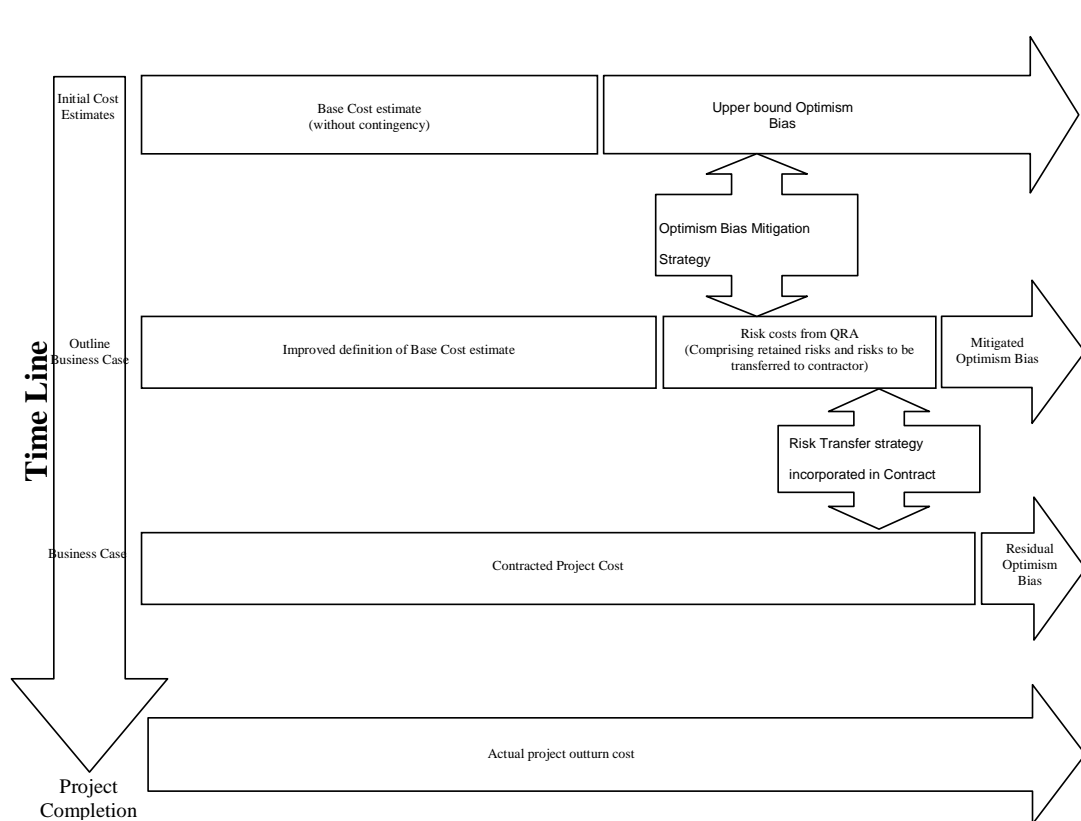 Initial Cost
Estimates
Base Cost estimate
(without contingency)
Upper bound Optimism
Bias
Optimism Bias Mitigation
Strategy
Time Line
Outline
Business Case
Improved definition of Base Cost estimate
Risk costs from QRA
(Comprising retained risks and risks to be
transferred to contractor)
Mitigated
Optimism Bias
Risk Transfer strategy
incorporated in Contract
Business Case
Contracted Project Cost
Residual
Optimism
Bias
Actual project outturn cost
Project
Completion